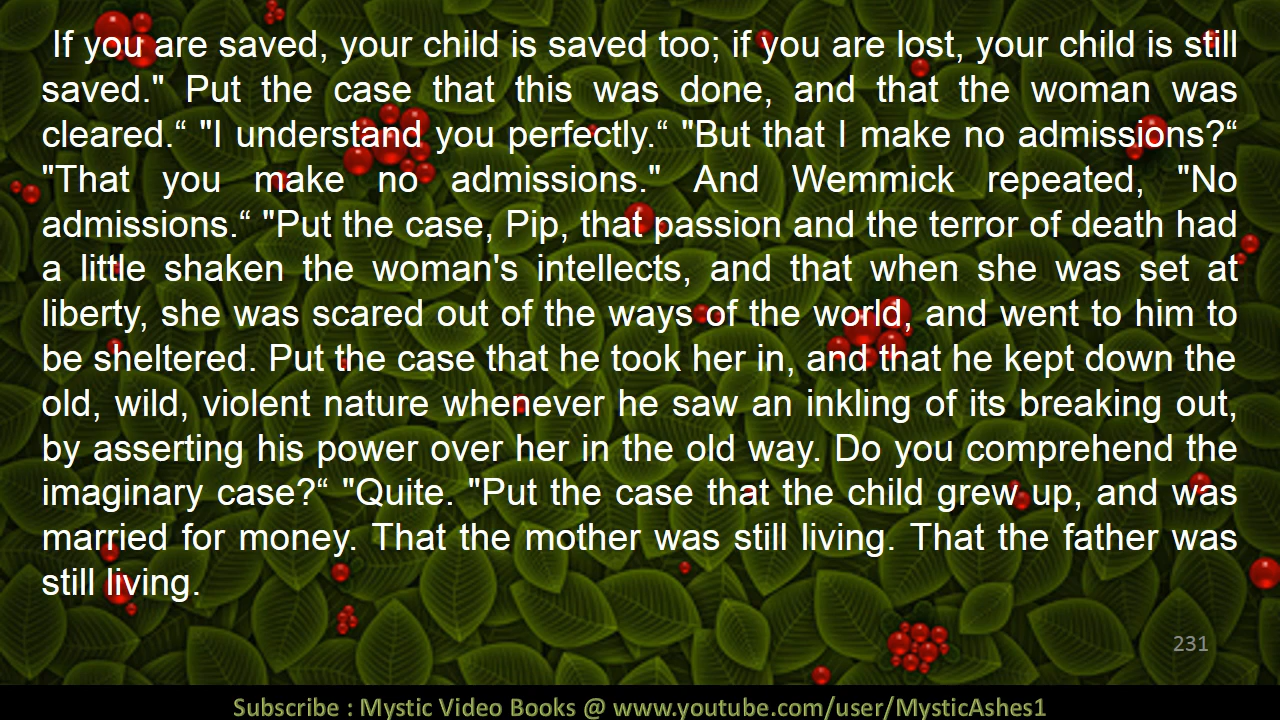 If you are saved, your child is saved too; if you are lost, your child is still
saved." Put the case that this was done, and that the woman was
cleared.“ "I understand you perfectly.“ "But that I make no admissions?“
"That you make no admissions." And Wemmick repeated, "No
admissions.“ "Put the case, Pip, that passion and the terror of death had
a little shaken the woman's intellects, and that when she was set at
liberty, she was scared out of the ways of the world, and went to him to
be sheltered. Put the case that he took her in, and that he kept down the
old, wild, violent nature whenever he saw an inkling of its breaking out,
by asserting his power over her in the old way. Do you comprehend the
imaginary case?“ "Quite. "Put the case that the child grew up, and was
married for money. That the mother was still living. That the father was
still living.
231
Subscribe : Mystic Video Books @ www.youtube.com/user/MysticAshes1